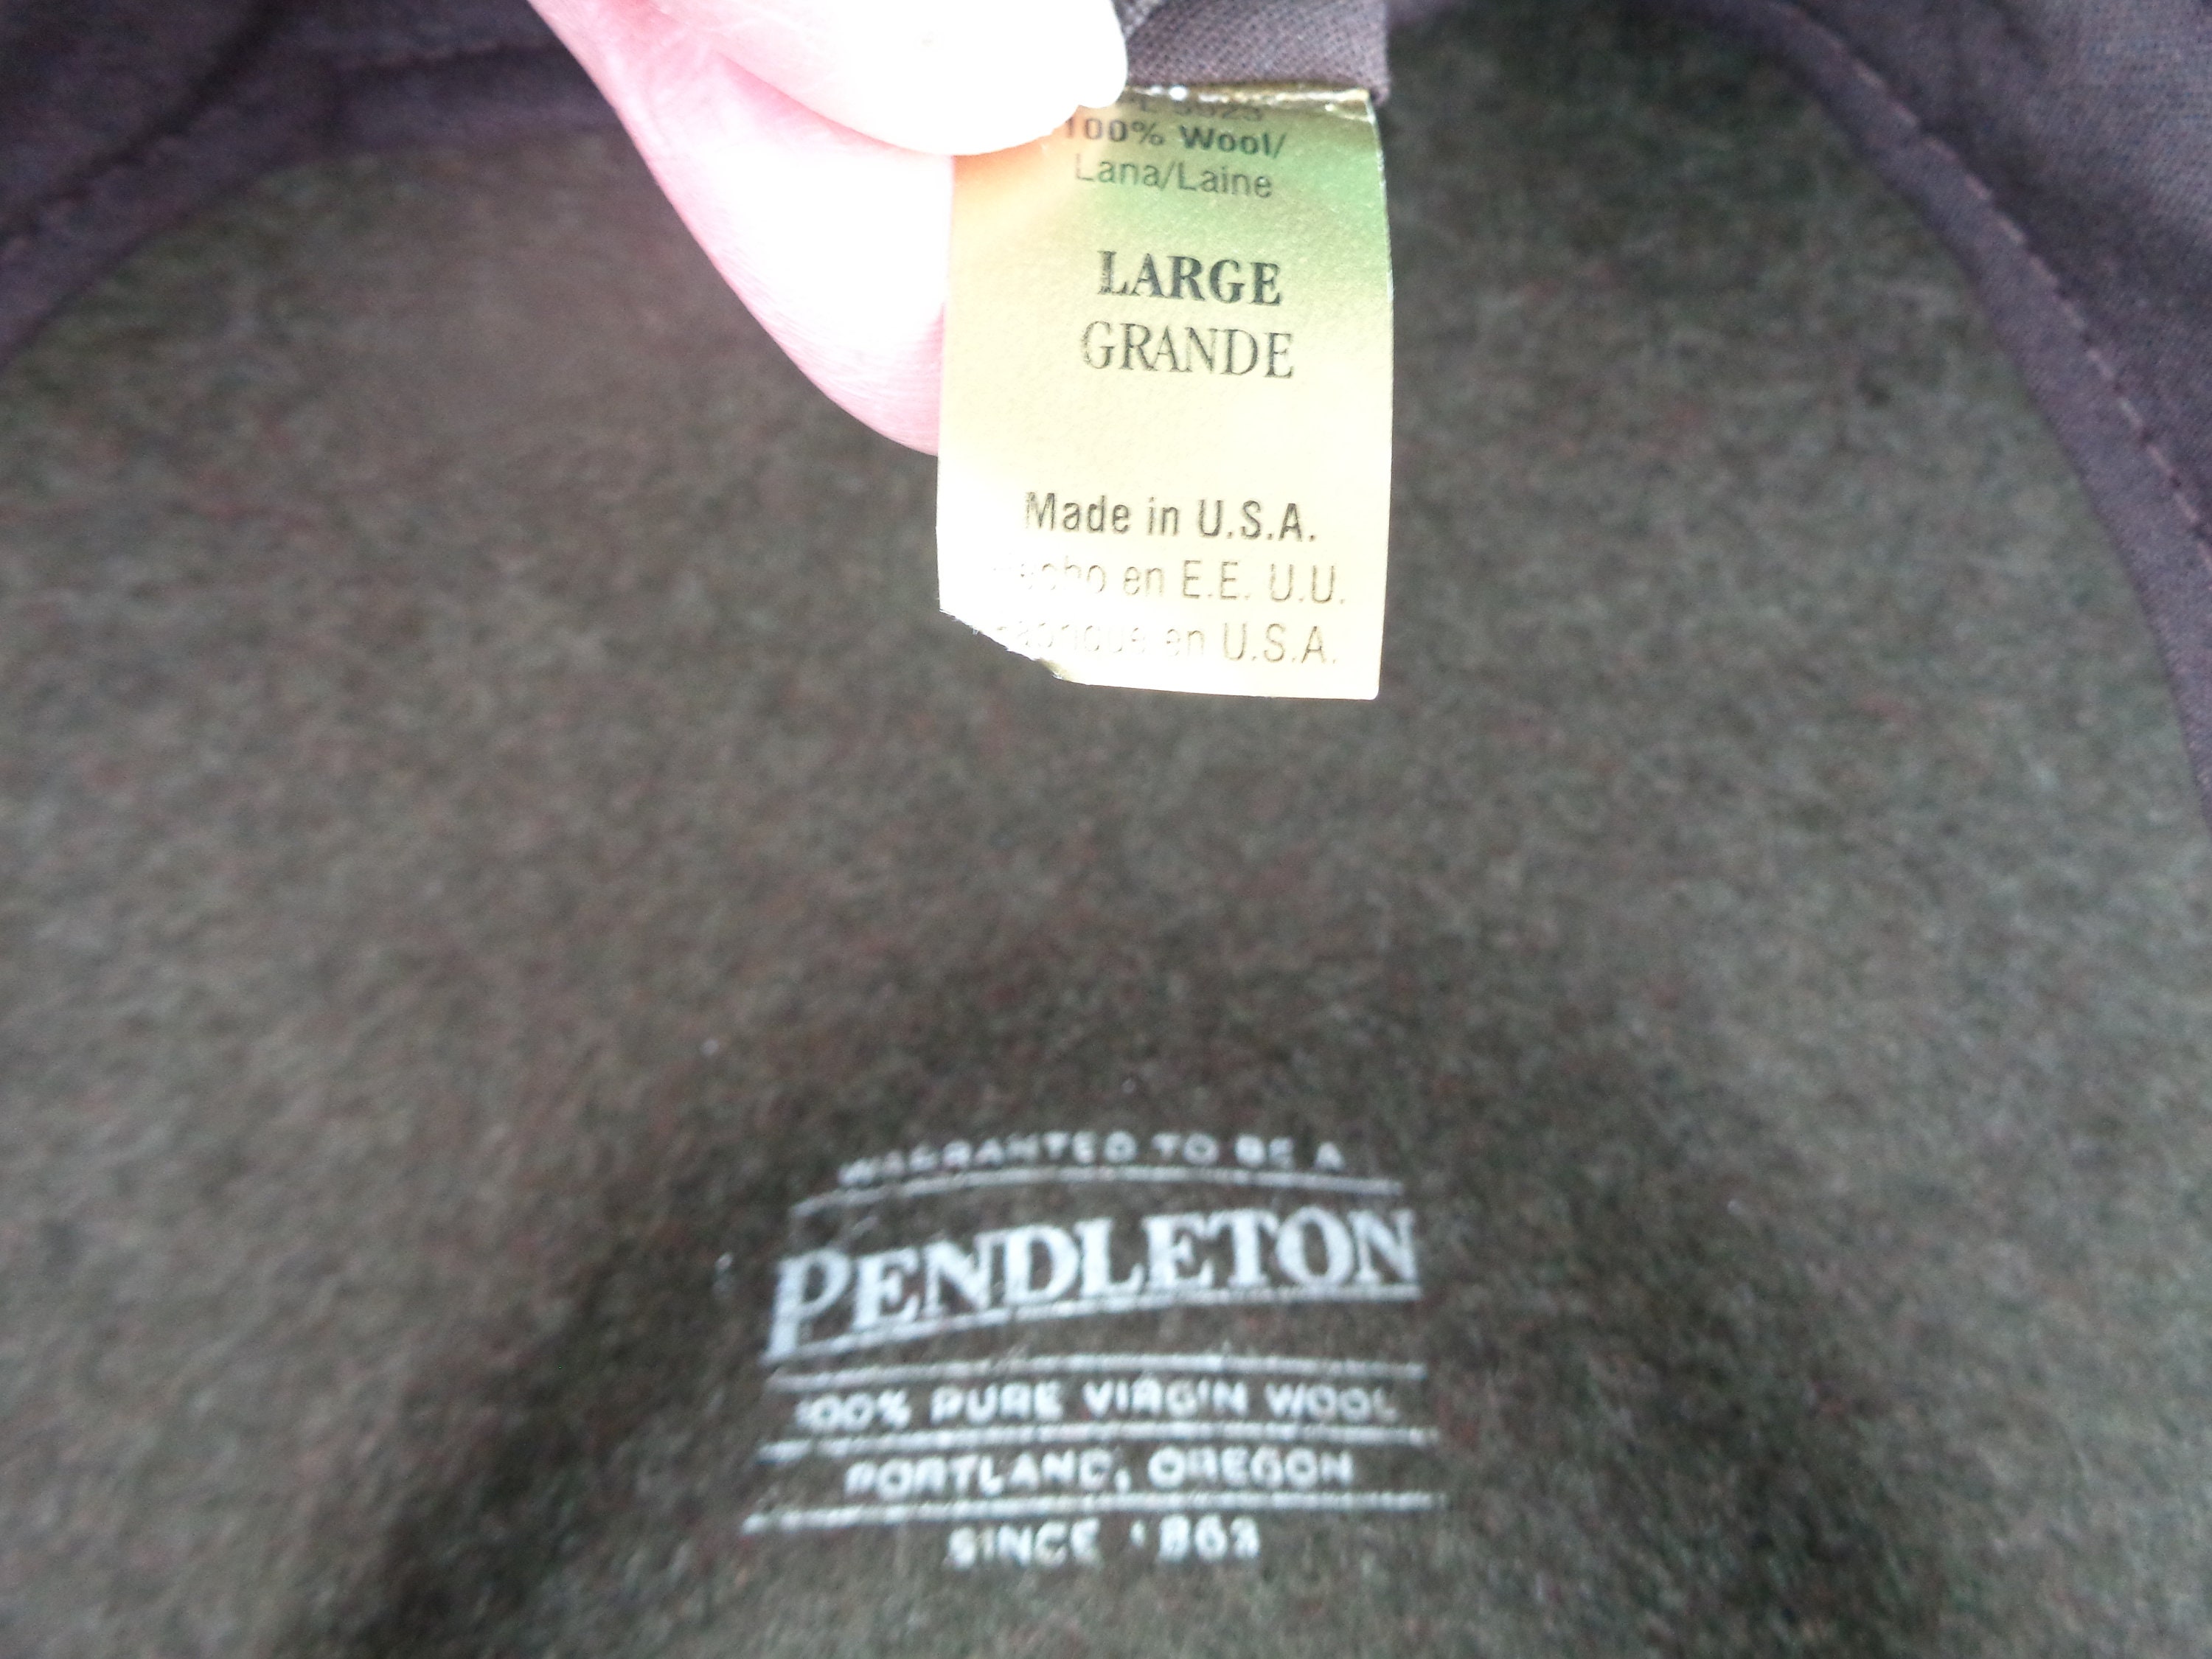 100% Wool/
Lana/Laine
LARGE
GRANDE
Made in U.S.A.
en E.E. U.U.
en U.S.A.
WARRANTED TO BE A
PENDLETON
100% PURE VIRGIN WOOL
PORTLAND, OREGON
SINCE 1863